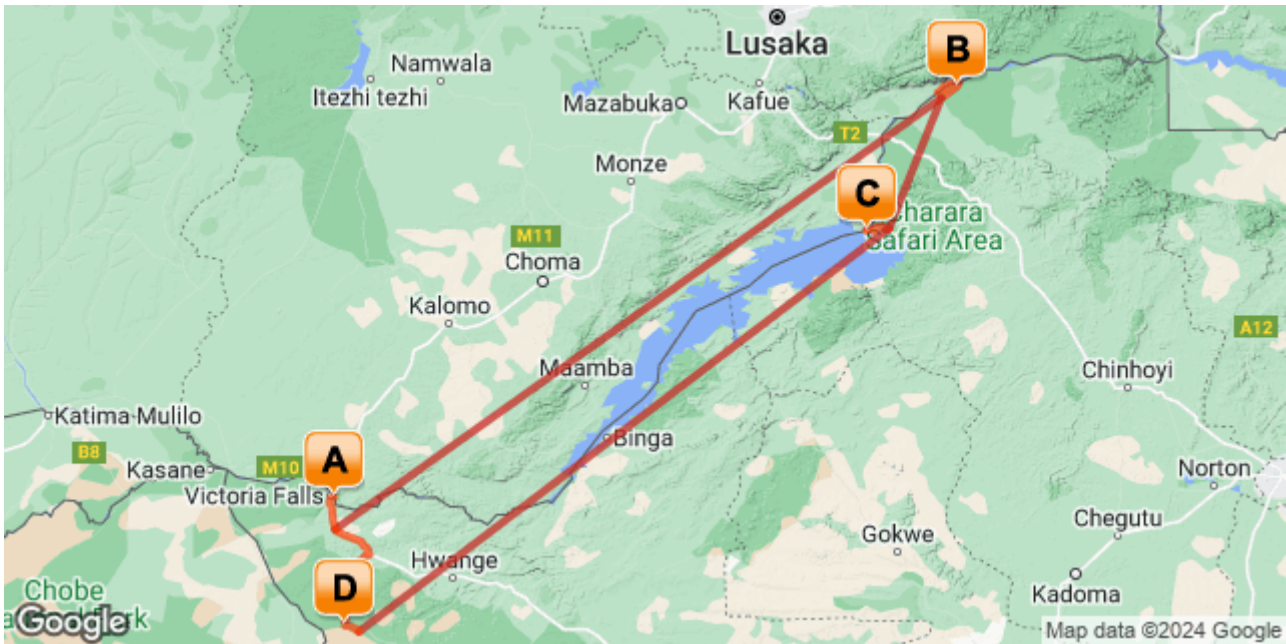 Lusaka
B
Namwala
Itezhi tezhi
Mazabuka
Kafue
T2
Monze
C
Charara
Safari Area
M11
Choma
Kalomo
A12
Maamba
Chinhoyi
Katima Mulilo
B8
Binga
A
Kasane
M10
Norton
Victoria Falls
Chegutu
Gokwe
Hwange
D
Kadoma
Chobe
Google
Map data ©2024 Google